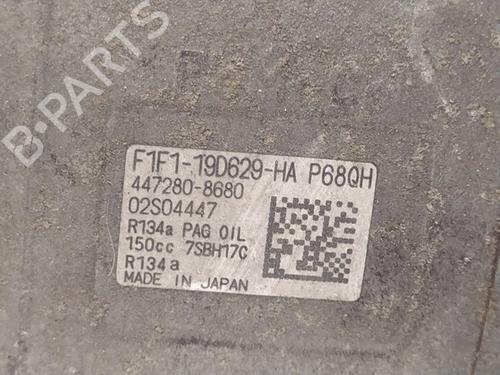 B-PARTS
F1F1-19D629-HA P68QH
447280-8680
02S04447
R134a PAG OIL
150cc 7SBH17C
R134a
MADE IN JAPAN